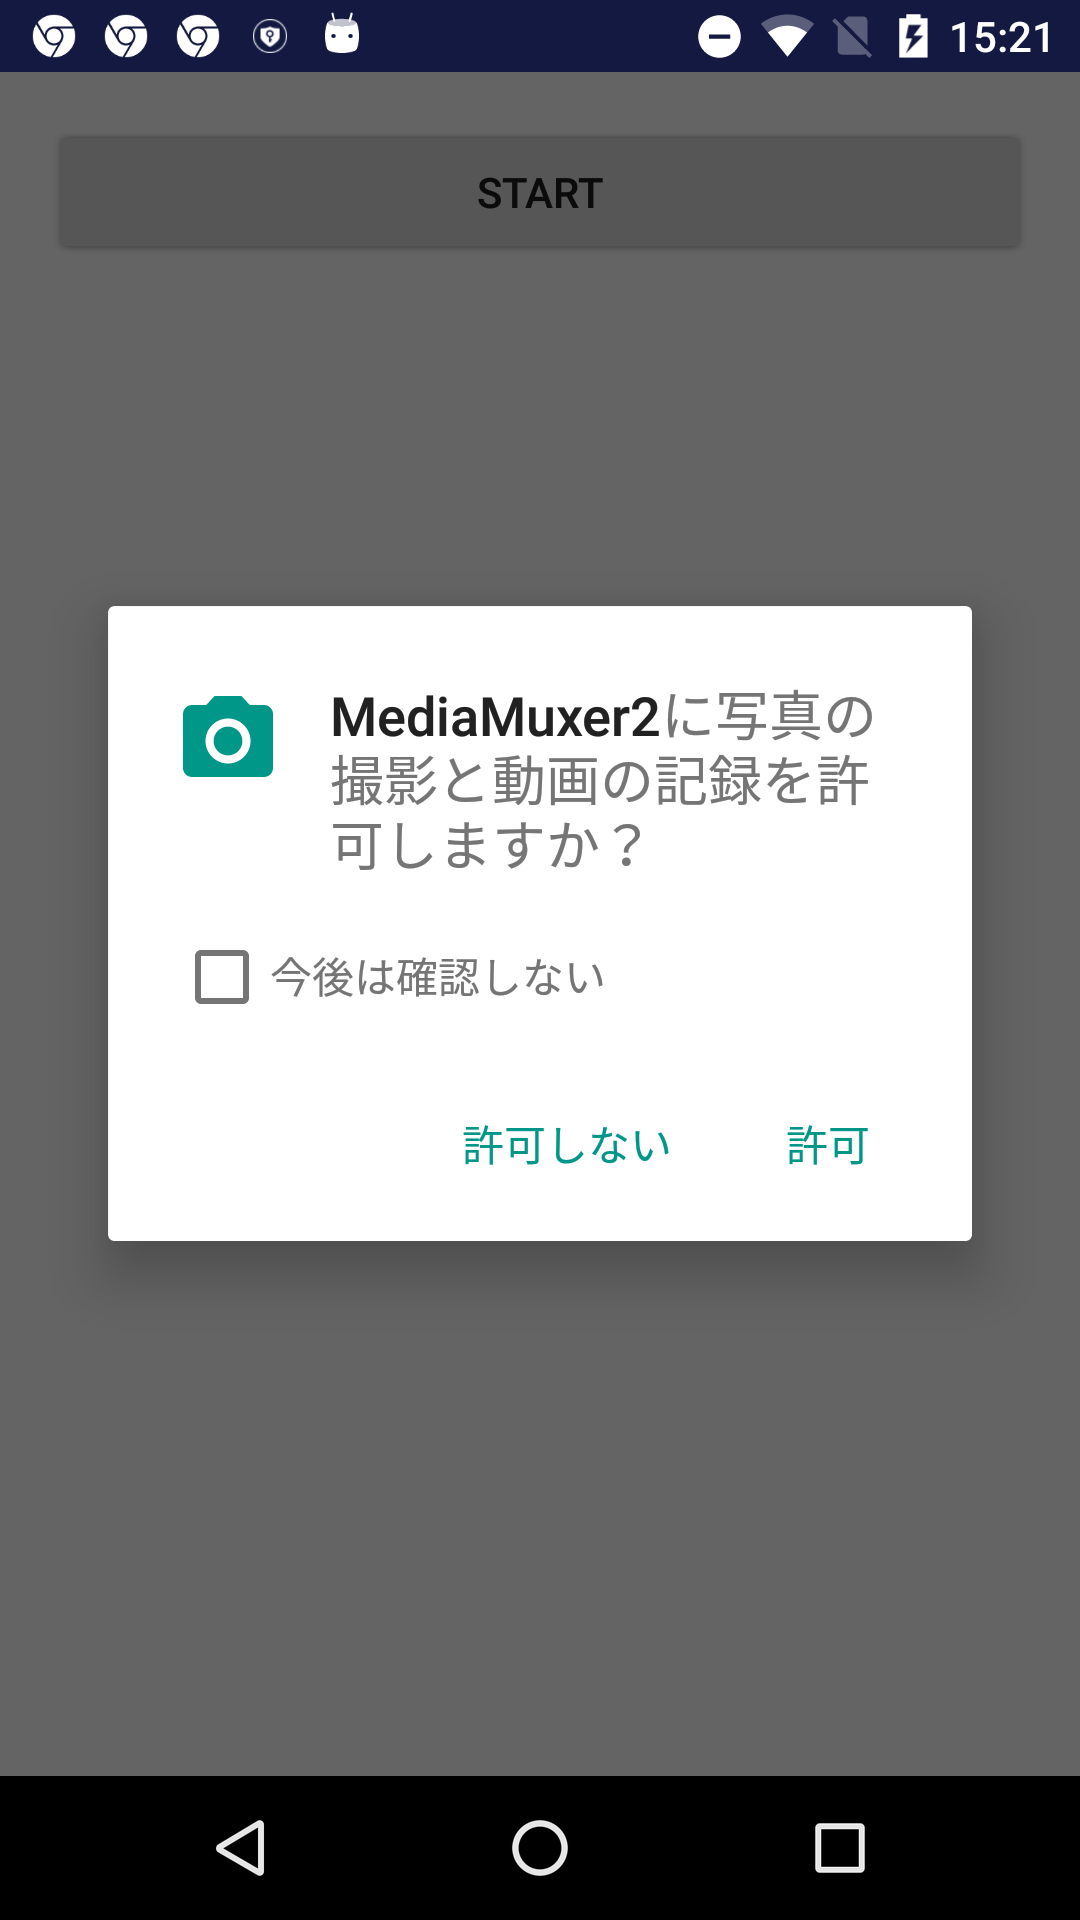 15:21
START
MediaMuxer2に写真の
撮影と動画の記録を許
可しますか？
今後は確認しない
許可しない 許可